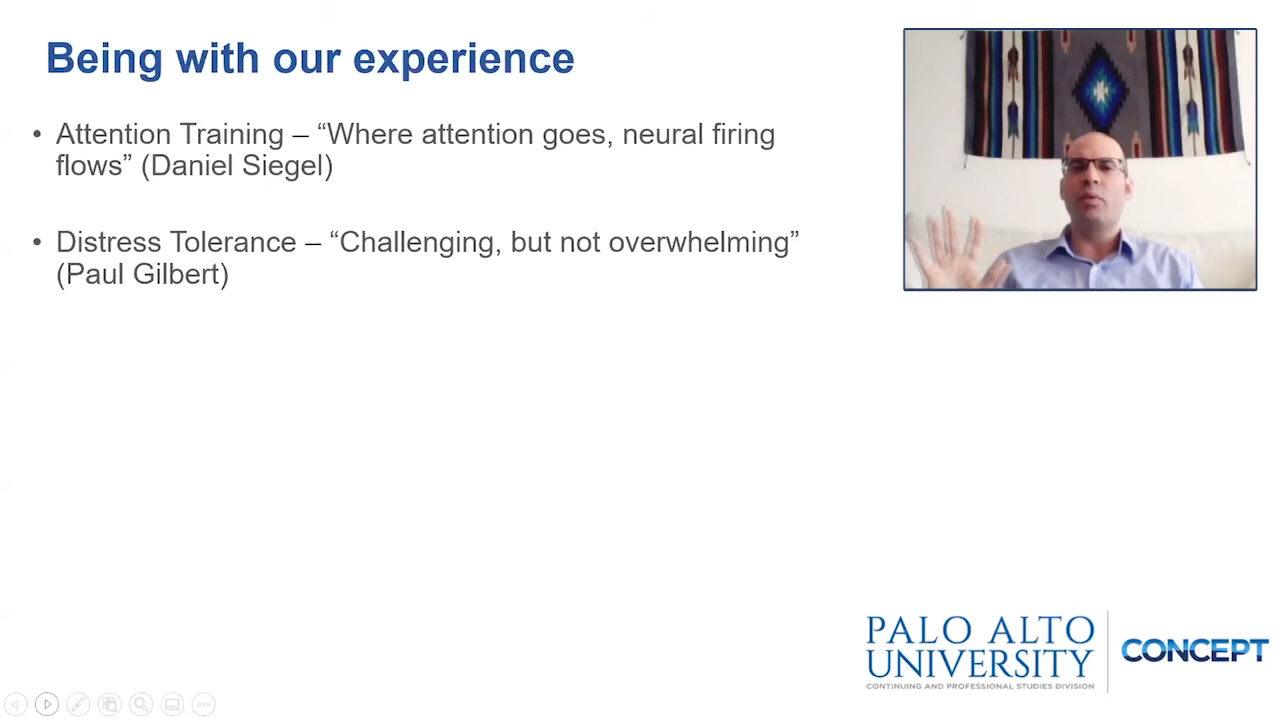 Being with our experience
• Attention Training – “Where attention goes, neural firing
flows” (Daniel Siegel)
• Distress Tolerance – “Challenging, but not overwhelming”
(Paul Gilbert)
PALO ALTO
UNIVERSITY
CONTINUING AND PROFESSIONAL STUDIES DIVISION
CONCEPT